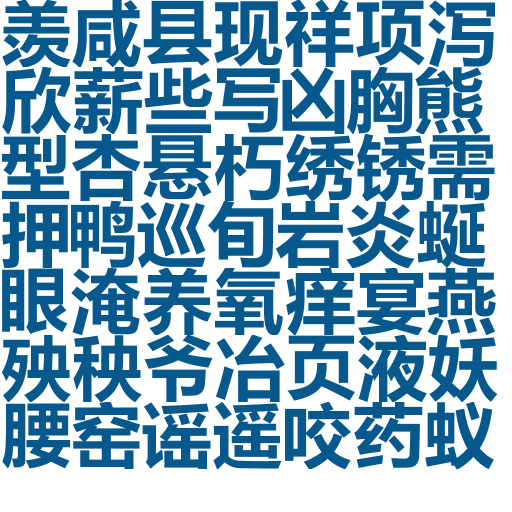 羡咸县现祥项泻
欣薪些写凶胸熊
型杏悬朽绣锈需
押鸭巡旬岩炎蜒
眼淹养氧痒宴燕
殃秧爷冶页液妖
腰窑谣遥咬药蚁